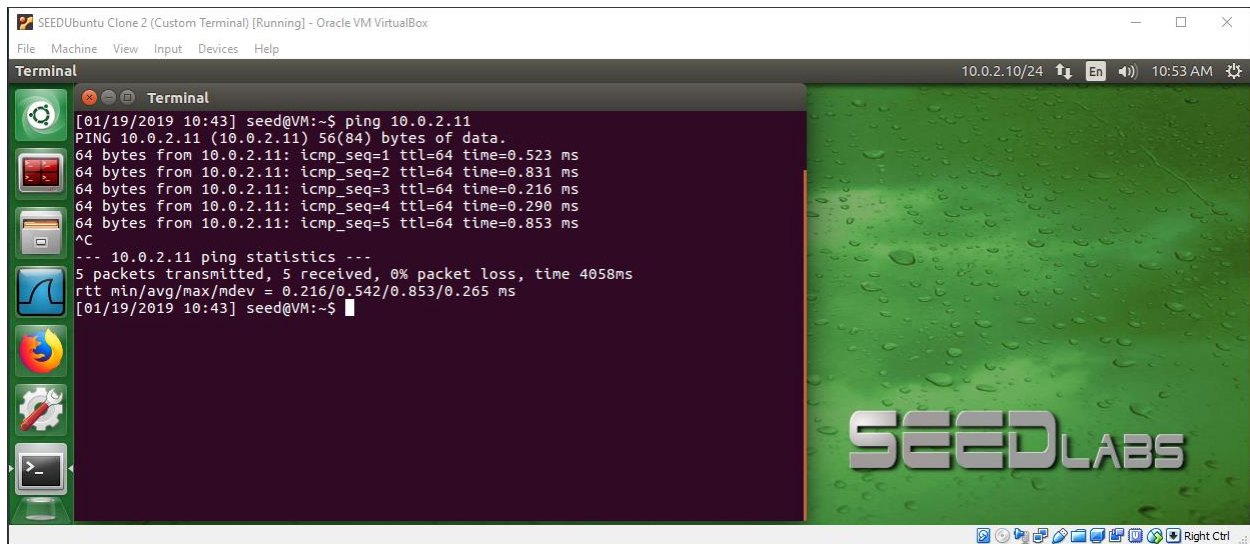 SEEDUbuntu Clone 2 (Custom Terminal) [Running] - Oracle VM VirtualBox
File Machine View Input Devices Help
Terminal 10.0.2.10/24 En 10:53 AM
Terminal
[01/19/2019 10:43] seed@VM:~$ ping 10.0.2.11
PING 10.0.2.11 (10.0.2.11) 56(84) bytes of data.
64 bytes from 10.0.2.11: icmp_seq=1 ttl=64 time=0.523 ms
64 bytes from 10.0.2.11: icmp_seq=2 ttl=64 time=0.831 ms
64 bytes from 10.0.2.11: icmp_seq=3 ttl=64 time=0.216 ms
64 bytes from 10.0.2.11: icmp_seq=4 ttl=64 time=0.290 ms
64 bytes from 10.0.2.11: icmp_seq=5 ttl=64 time=0.853 ms
^C
--- 10.0.2.11 ping statistics ---
5 packets transmitted, 5 received, 0% packet loss, time 4058ms
rtt min/avg/max/mdev = 0.216/0.542/0.853/0.265 ms
[01/19/2019 10:43] seed@VM:~$
SEEDLABS
Right Ctrl